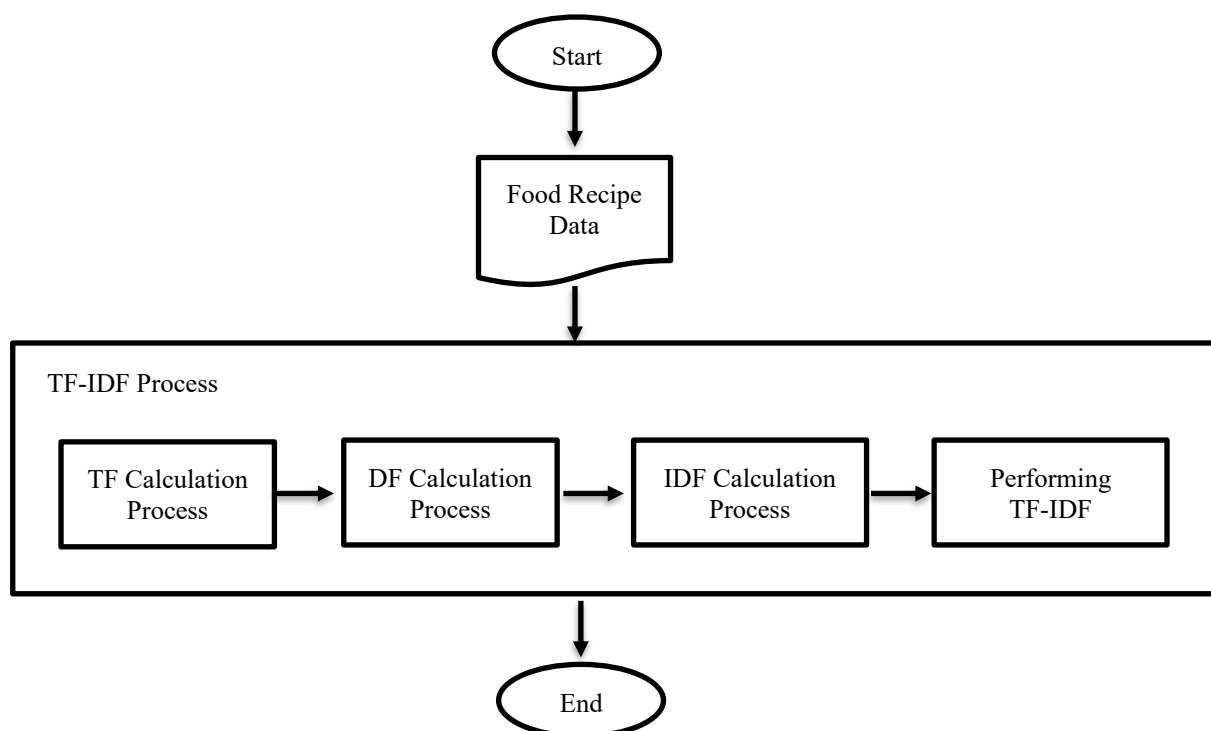 Start
Food Recipe
Data
TF-IDF Process
TF Calculation
Process
DF Calculation
Process
IDF Calculation
Process
Performing
TF-IDF
End